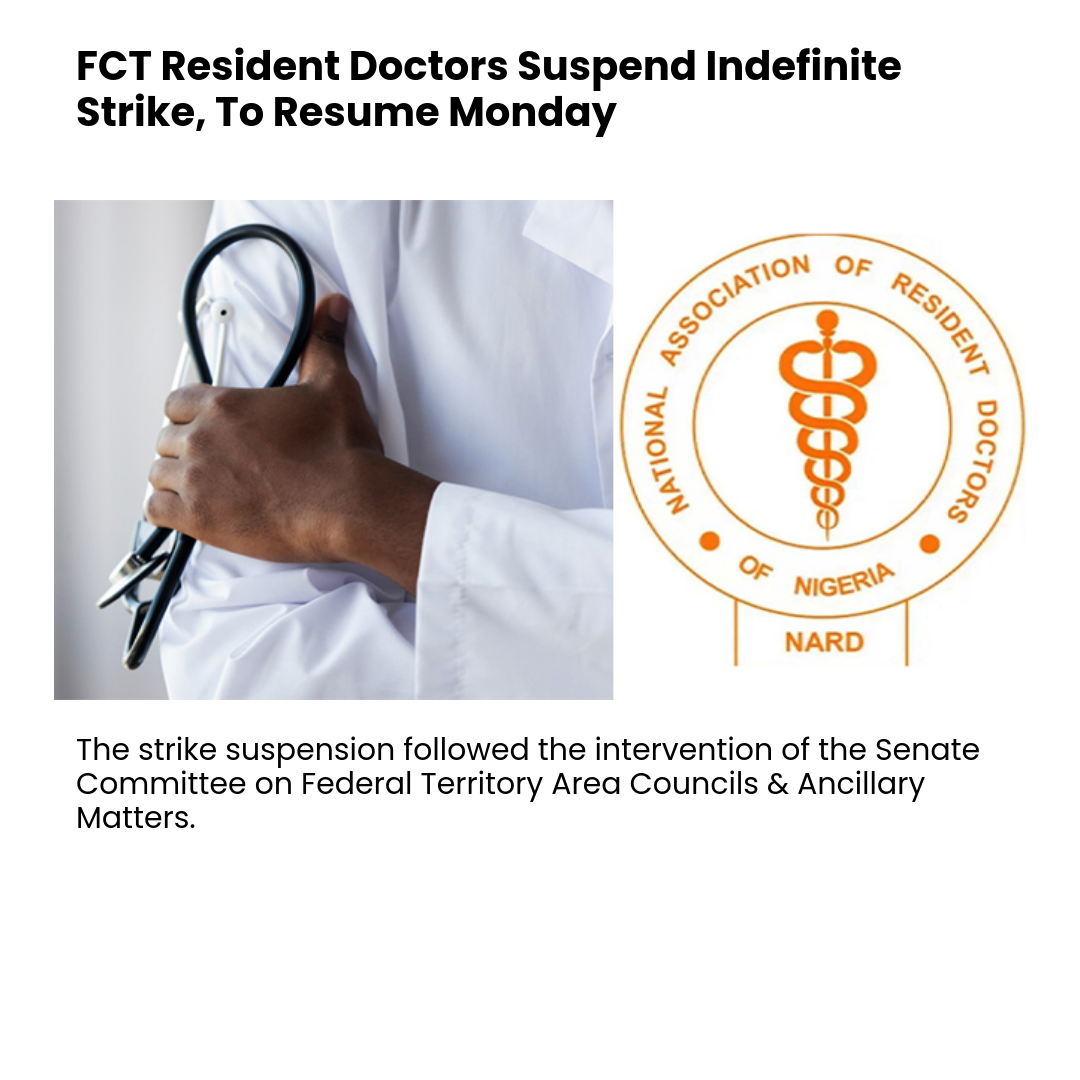 FCT Resident Doctors Suspend Indefinite
Strike, To Resume Monday
NATIONAL ASSOCIATION OF RESIDENT DOCTORS
OF NIGERIA
NARD
The strike suspension followed the intervention of the Senate
Committee on Federal Territory Area Councils & Ancillary
Matters.